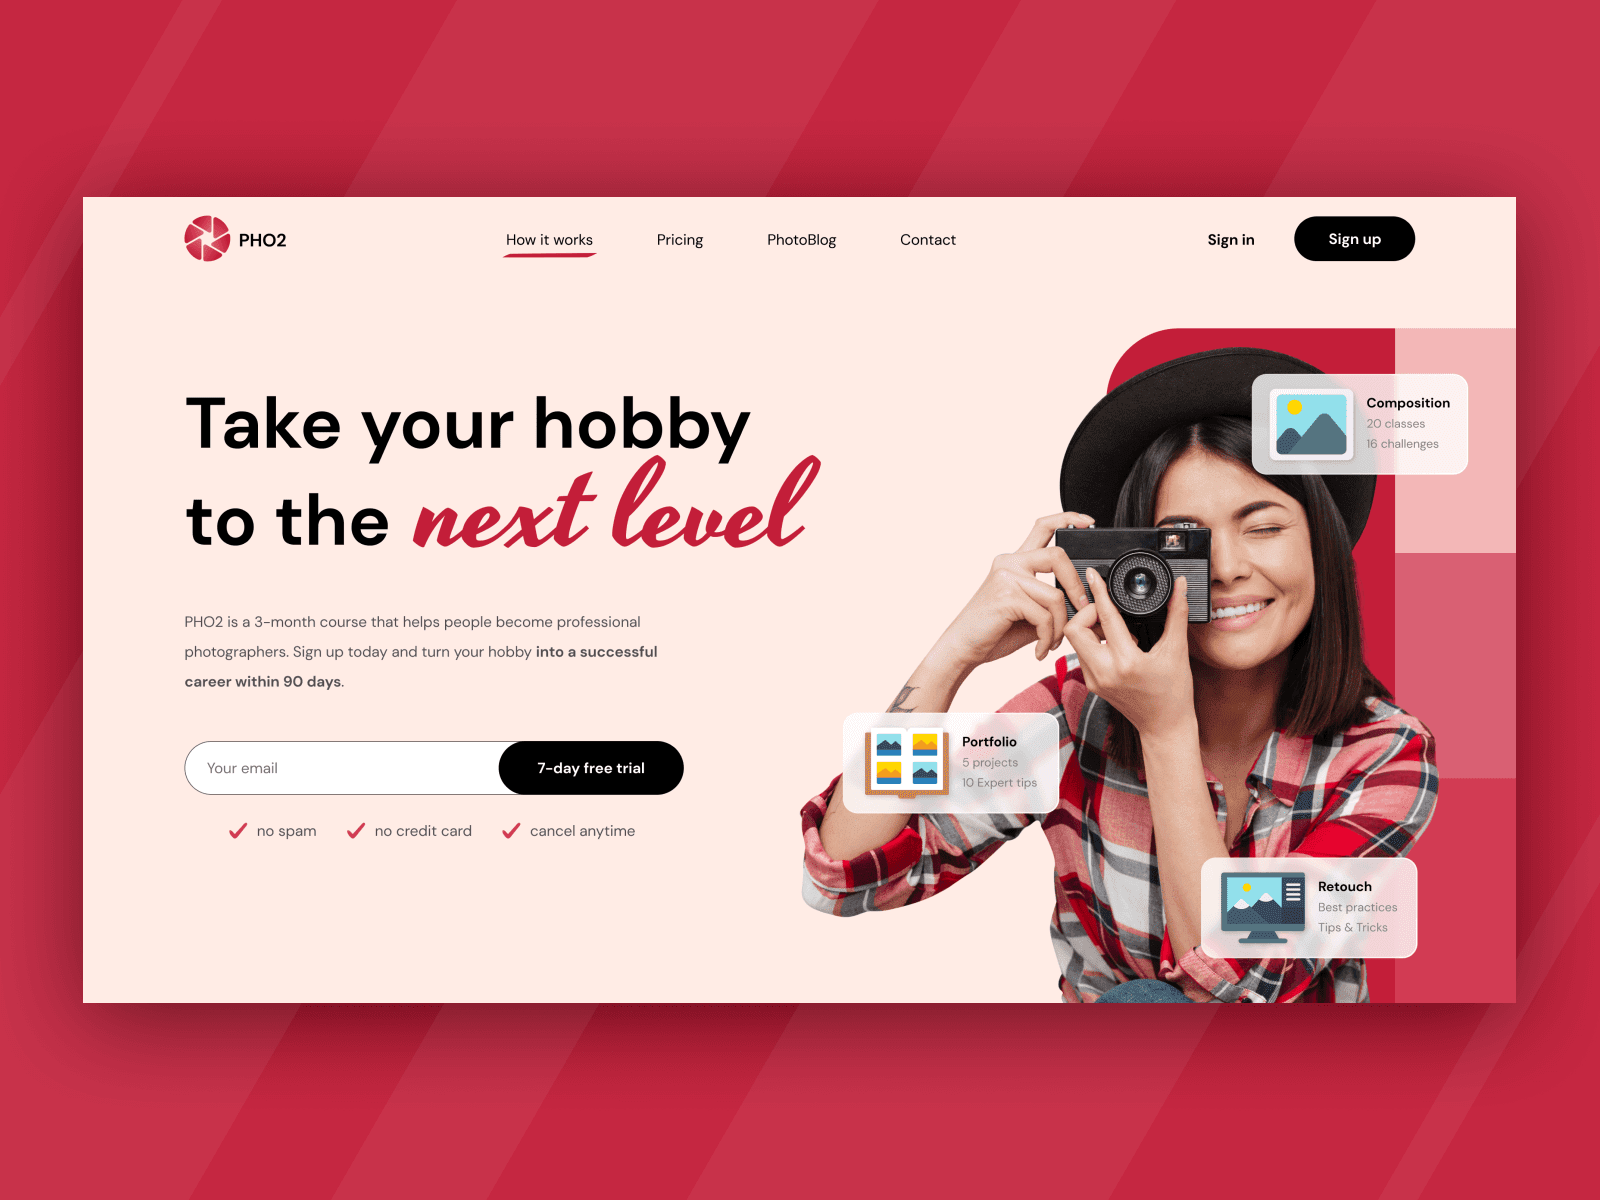 PHO2
How it works
Pricing
PhotoBlog
Contact
Sign in
Sign up
Take your hobby
to the next level
PHO2 is a 3-month course that helps people become professional
photographers. Sign up today and turn your hobby into a successful
career within 90 days.
Your email
7-day free trial
no spam
no credit card
cancel anytime
Composition
20 classes
16 challenges
Portfolio
5 projects
10 Expert tips
Retouch
Best practices
Tips & Tricks